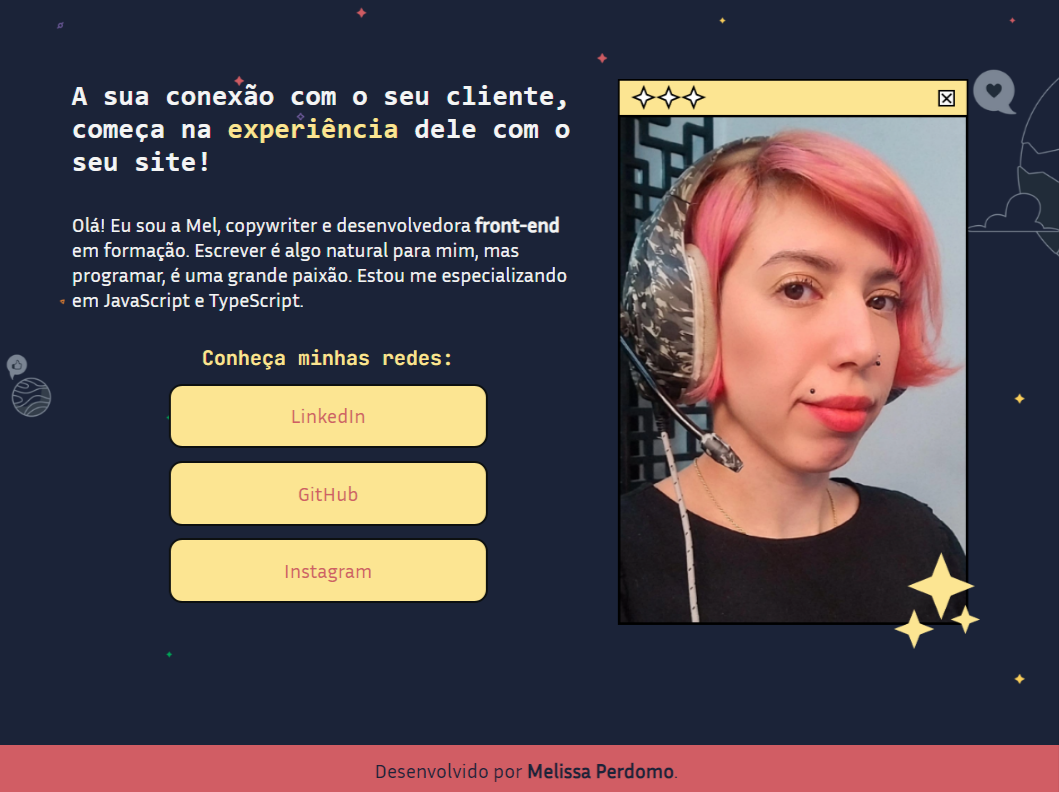 A sua conexão com o seu cliente,
começa na experiência dele com o
seu site!
Olá! Eu sou a Mel, copywriter e desenvolvedora front-end
em formação. Escrever é algo natural para mim, mas
programar, é uma grande paixão. Estou me especializando
em JavaScript e TypeScript.
Conheça minhas redes:
LinkedIn
GitHub
Instagram
Desenvolvido por Melissa Perdomo.